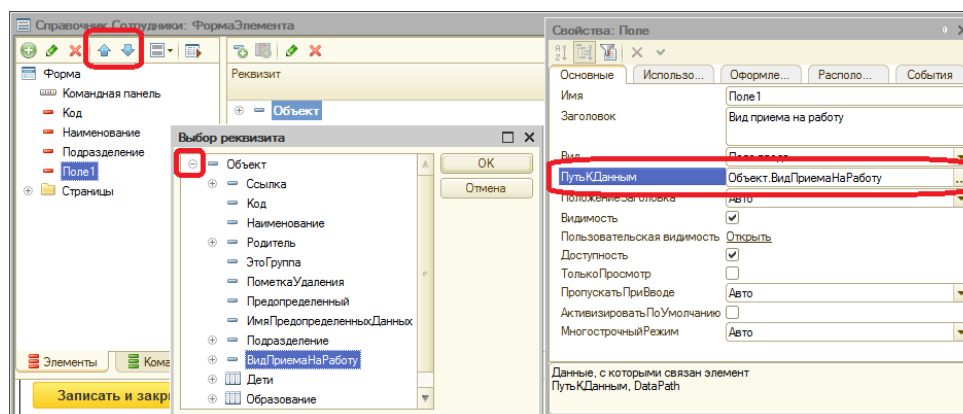 Справочник Сотрудники: ФормаЭлемента
Форма
Командная панель
Код
Наименование
Подразделение
Поле1
Страницы
Элементы
Кома
Записать и закр
Реквизит
Объект
Выбор реквизита
Объект
Ссылка
Код
Наименование
Родитель
ЭтоГруппа
ПометкаУдаления
Предопределенный
ИмяПредопределенныхДанных
Подразделение
ВидПриемаНаРаботу
Дети
Образование
OK
Отмена
Свойства: Поле
Основные Использо... Оформле... Располо... События
Имя Поле1
Заголовок Вид приема на работу
Вид Поле ввода
ПутьКДанным Объект.ВидПриемаНаРаботу ...
ПоложениеЗаголовка Авто
Видимость
Пользовательская видимость Открыть
Доступность
ТолькоПросмотр
ПропускатьПриВводе Авто
АктивизироватьПоУмолчанию
МногострочныйРежим Авто
Данные, с которыми связан элемент
ПутьКДанным, DataPath